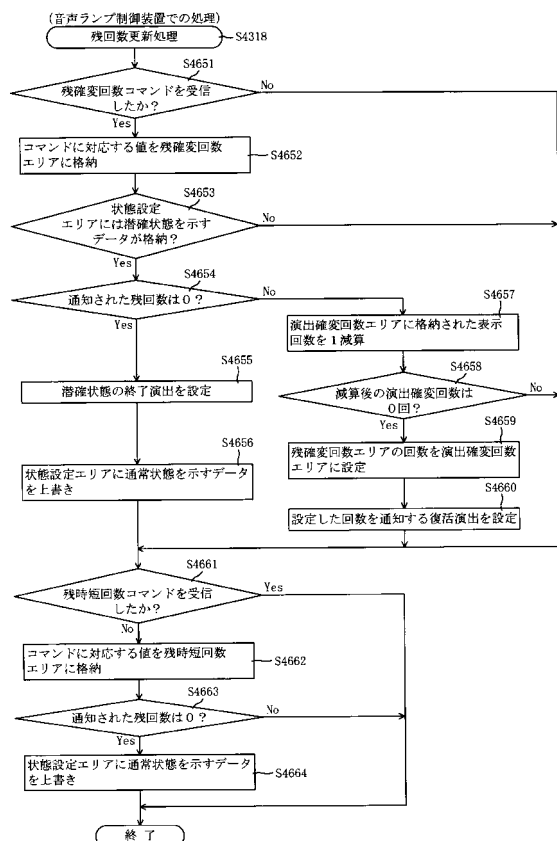 (音声ランプ制御装置での処理)
残回数更新処理
S4318
S4651
残確変回数コマンドを受信
したか？
No
Yes
コマンドに対応する値を残確変回数
エリアに格納
S4652
S4653
状態設定
エリアには潜確状態を示す
データが格納？
No
Yes
S4654
通知された残回数は０？
No
Yes
S4657
演出確変回数エリアに格納された表示
回数を１減算
S4655
潜確状態の終了演出を設定
S4658
減算後の演出確変回数は
０回？
No
Yes
S4659
残確変回数エリアの回数を演出確変回数
エリアに設定
S4656
状態設定エリアに通常状態を示すデータ
を上書き
S4660
設定した回数を通知する復活演出を設定
S4661
残時短回数コマンドを受信
したか？
Yes
No
コマンドに対応する値を残時短回数
エリアに格納
S4662
S4663
通知された残回数は０？
No
Yes
状態設定エリアに通常状態を示すデータ
を上書き
S4664
終 了